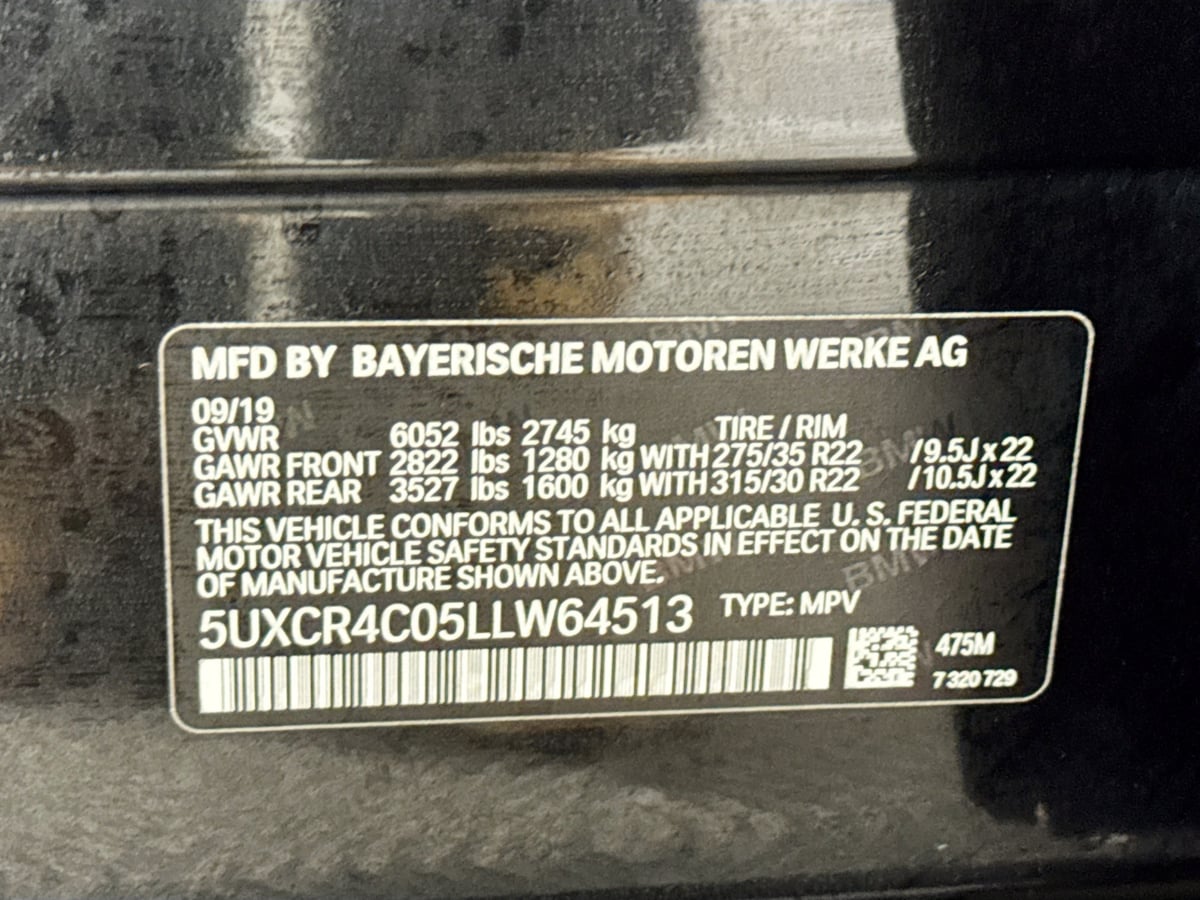 MFD BY BAYERISCHE MOTOREN WERKE AG
09/19
GVWR 6052 lbs 2745 kg TIRE / RIM
GAWR FRONT 2822 lbs 1280 kg WITH 275/35 R22 /9.5J x 22
GAWR REAR 3527 lbs 1600 kg WITH 315/30 R22 /10.5J x 22
THIS VEHICLE CONFORMS TO ALL APPLICABLE U. S. FEDERAL
MOTOR VEHICLE SAFETY STANDARDS IN EFFECT ON THE DATE
OF MANUFACTURE SHOWN ABOVE.
5UXCR4C05LLW64513 TYPE: MPV
475M
7 320 729